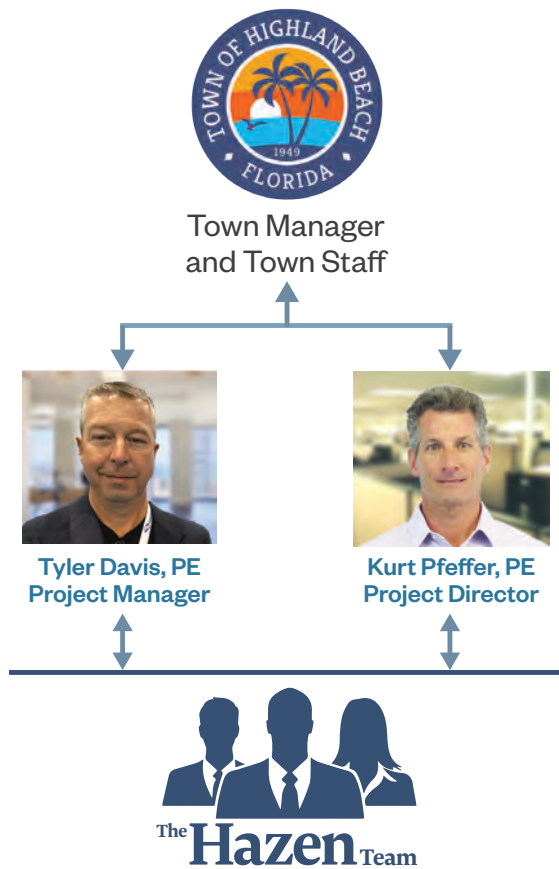 TOWN OF HIGHLAND BEACH
1949
FLORIDA
Town Manager
and Town Staff
Tyler Davis, PE
Project Manager
Kurt Pfeffer, PE
Project Director
The Hazen Team